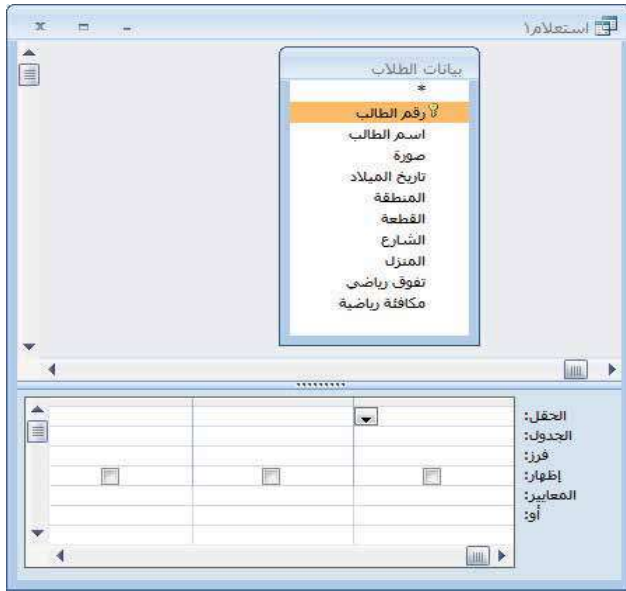 استعلام١
بيانات الطلاب
*
رقم الطالب
اسم الطالب
صورة
تاريخ الميلاد
المنطقة
القطعة
الشارع
المنزل
تفوق رياضي
مكافئة رياضية
الحقل:
الجدول:
فرز:
إظهار:
المعايير:
أو: